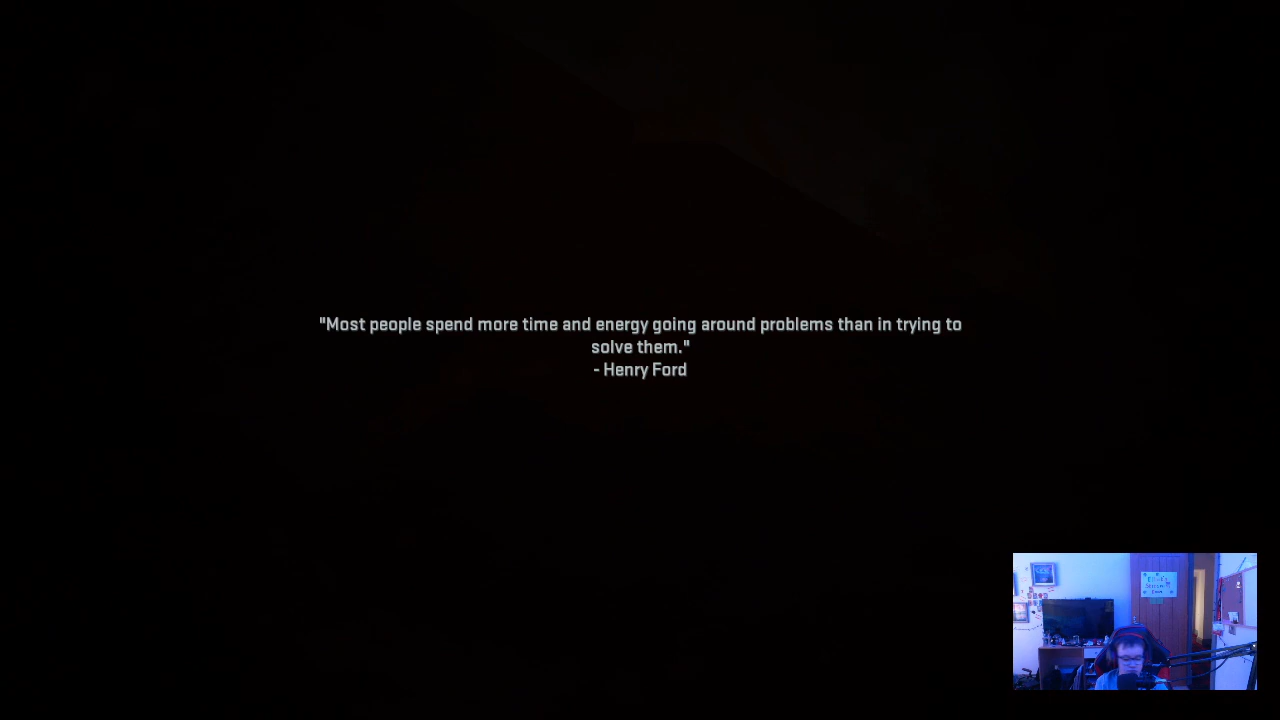 "Most people spend more time and energy going around problems than in trying to
solve them."
- Henry Ford